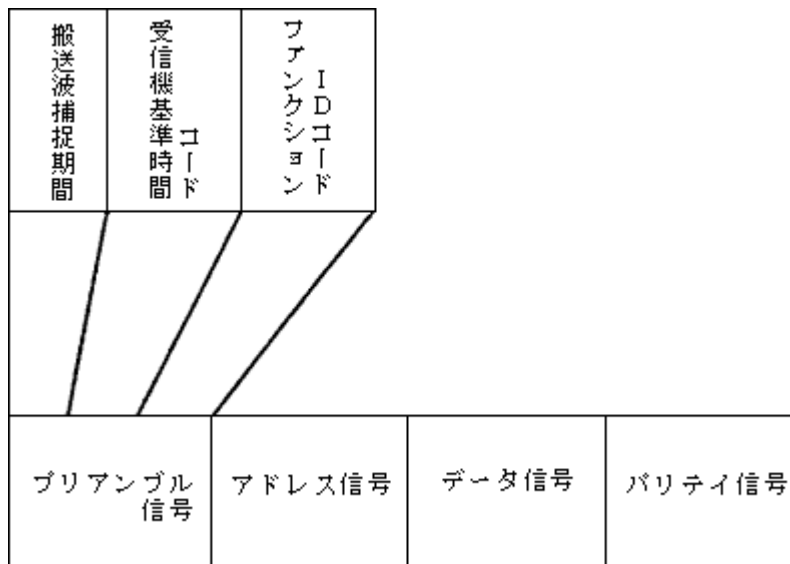 搬送波捕捉期間
受信機基準時間
コード
ファンクション
IDコード
プリアンブル
信号
アドレス信号
データ信号
パリテイ信号